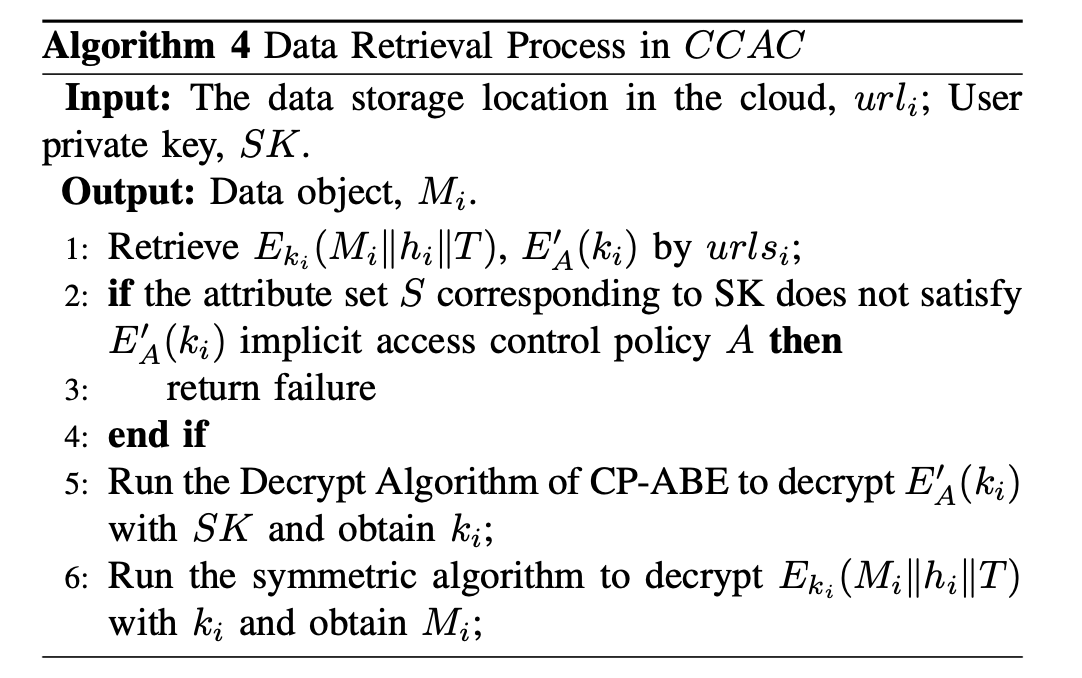 Algorithm 4 Data Retrieval Process in CCAC
Input: The data storage location in the cloud, url_i; User
private key, SK.
Output: Data object, M_i.
1: Retrieve E_{k_i}(M_i‖h_i‖T), E'_A(k_i) by urls_i;
2: if the attribute set S corresponding to SK does not satisfy
E'_A(k_i) implicit access control policy A then
3: return failure
4: end if
5: Run the Decrypt Algorithm of CP-ABE to decrypt E'_A(k_i)
with SK and obtain k_i;
6: Run the symmetric algorithm to decrypt E_{k_i}(M_i‖h_i‖T)
with k_i and obtain M_i;